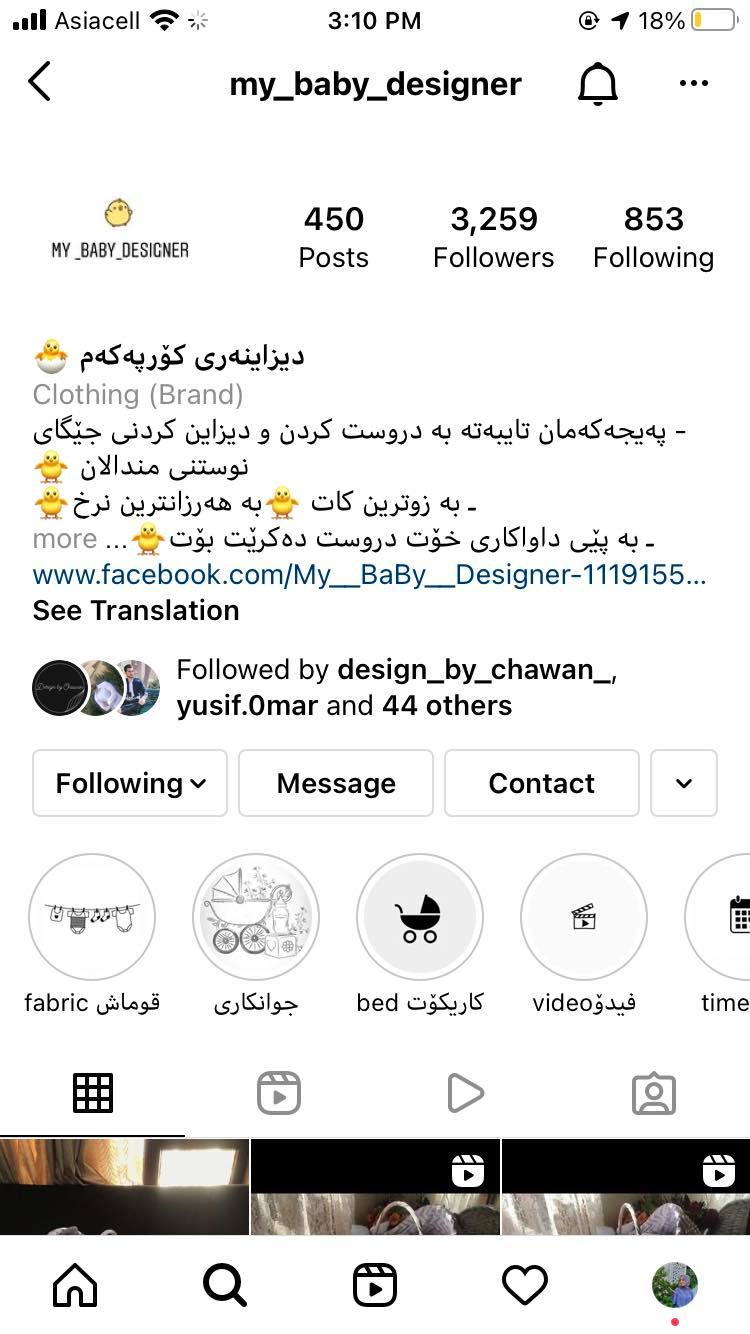 Asiacell 3:10 PM 18%
my_baby_designer
MY_BABY_DESIGNER
450 3,259 853
Posts Followers Following
دیزاینەری کۆرپەکەم 🐣
Clothing (Brand)
- پەیجەکەمان تایبەتە بە دروست کردن و دیزاین کردنی جێگای
نوستنی مندالان 🐥
ـ بە زوترین کات 🐥بە هەرزانترین نرخ🐥
ـ بە پێی داواکاری خۆت دروست دەکرێت بۆت🐥... more
www.facebook.com/My__BaBy__Designer-1119155...
See Translation
Followed by design_by_chawan_,
yusif.0mar and 44 others
Following Message Contact
fabric قوماش جوانکاری bed کاریکۆت videoفیدۆ time